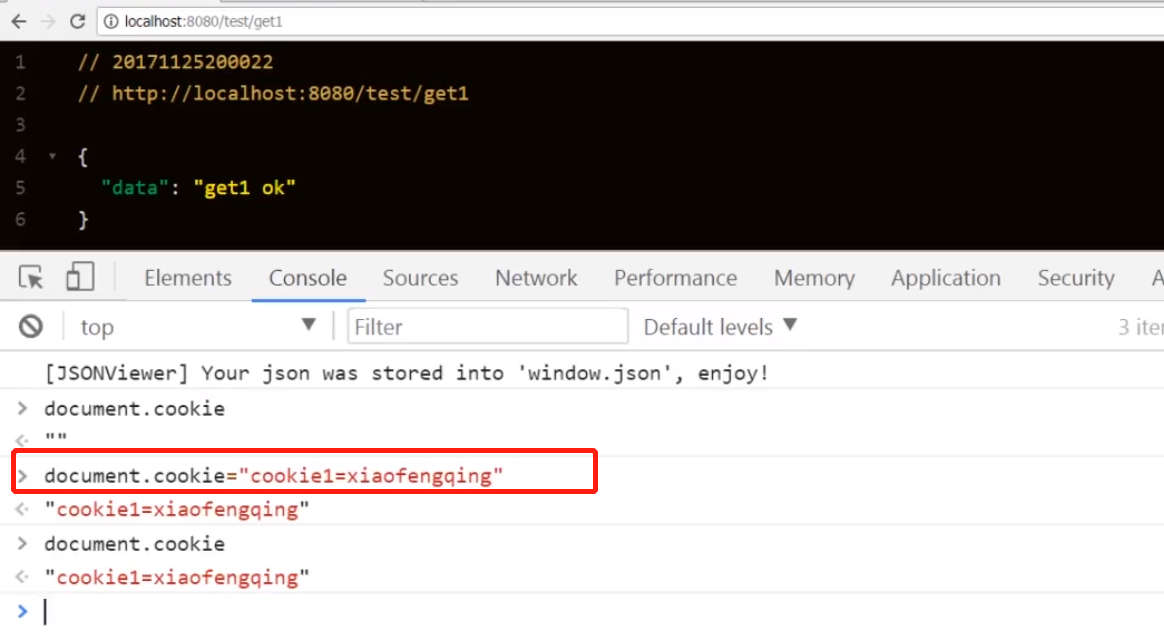 localhost:8080/test/get1
1 // 20171125200022
2 // http://localhost:8080/test/get1
3
4 {
5 "data": "get1 ok"
6 }
Elements Console Sources Network Performance Memory Application Security A
top Filter Default levels 3 iter
[JSONViewer] Your json was stored into 'window.json', enjoy!
> document.cookie
""
> document.cookie="cookie1=xiaofengqing"
"cookie1=xiaofengqing"
> document.cookie
"cookie1=xiaofengqing"
>